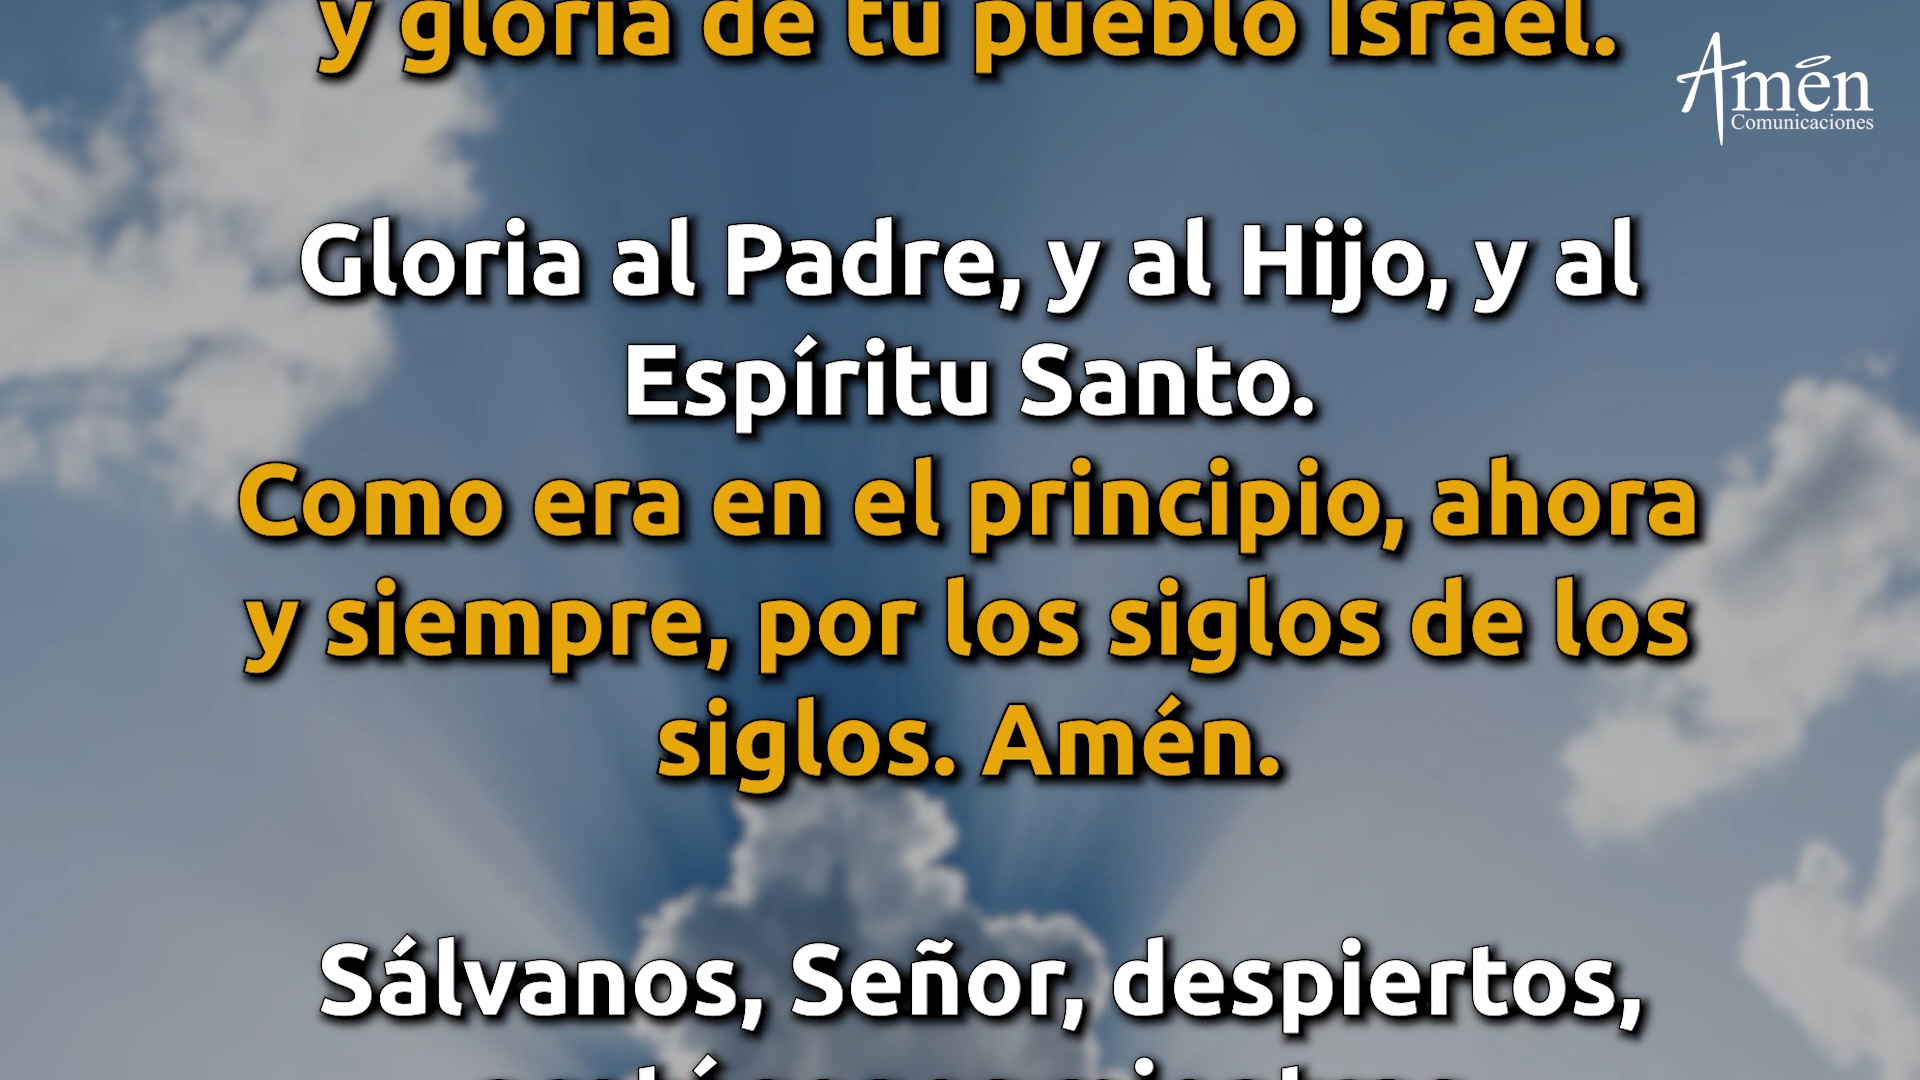 y gloria de tu pueblo Israel.
Amén
Comunicaciones
Gloria al Padre, y al Hijo, y al
Espíritu Santo.
Como era en el principio, ahora
y siempre, por los siglos de los
siglos. Amén.
Sálvanos, Señor, despiertos,